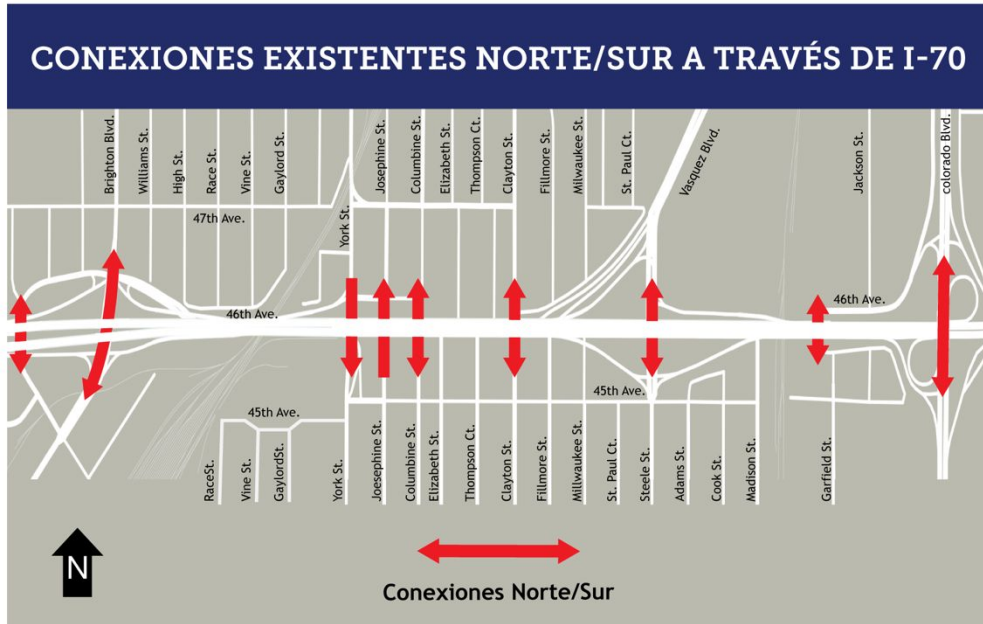 CONEXIONES EXISTENTES NORTE/SUR A TRAVÉS DE I-70
Brighton Blvd.
Williams St.
High St.
Race St.
Vine St.
Gaylord St.
York St.
Josephine St.
Columbine St.
Elizabeth St.
Thompson Ct.
Clayton St.
Fillmore St.
Milwaukee St.
St. Paul Ct.
Vasquez Blvd.
Jackson St.
colorado Blvd.
47th Ave.
46th Ave.
46th Ave.
45th Ave.
45th Ave.
RaceSt.
Vine St.
GaylordSt.
York St.
Joesephine St.
Columbine St.
Elizabeth St.
Thompson Ct.
Clayton St.
Fillmore St.
Millwaukee St.
St. Paul Ct.
Steele St.
Adams St.
Cook St.
Madison St.
Garfield St.
N
Conexiones Norte/Sur